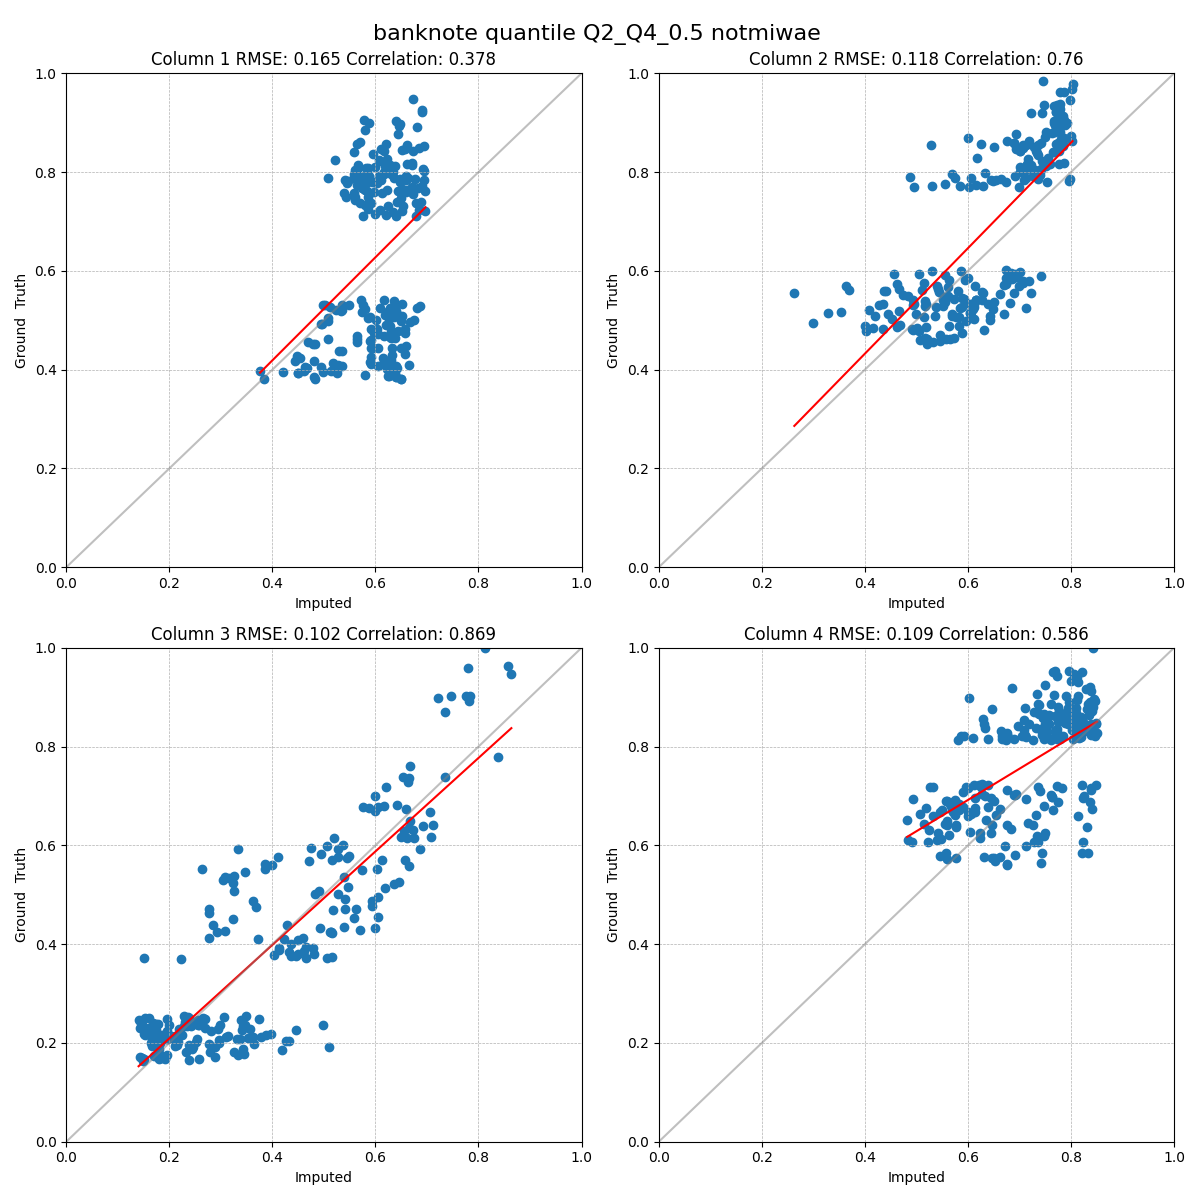 banknote quantile Q2_Q4_0.5 notmiwae
Column 1 RMSE: 0.165 Correlation: 0.378
1.0
0.8
0.6
0.4
0.2
0.0
Ground  Truth
0.0 0.2 0.4 0.6 0.8 1.0
Imputed
Column 2 RMSE: 0.118 Correlation: 0.76
1.0
0.8
0.6
0.4
0.2
0.0
Ground  Truth
0.0 0.2 0.4 0.6 0.8 1.0
Imputed
Column 3 RMSE: 0.102 Correlation: 0.869
1.0
0.8
0.6
0.4
0.2
0.0
Ground  Truth
0.0 0.2 0.4 0.6 0.8 1.0
Imputed
Column 4 RMSE: 0.109 Correlation: 0.586
1.0
0.8
0.6
0.4
0.2
0.0
Ground  Truth
0.0 0.2 0.4 0.6 0.8 1.0
Imputed